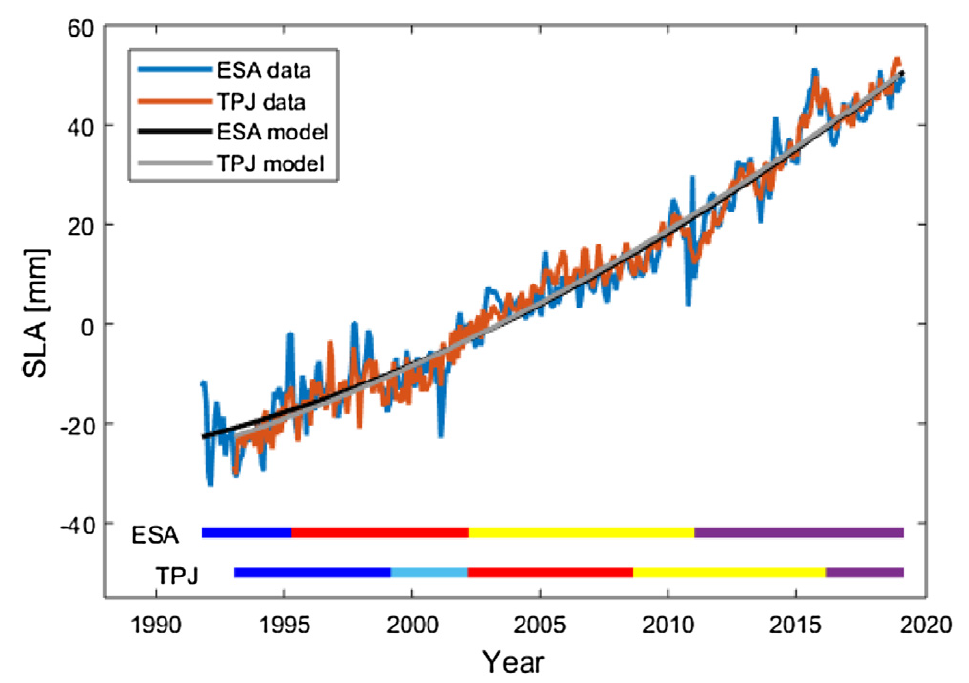 60
40
20
0
-20
-40
SLA [mm]
ESA data
TPJ data
ESA model
TPJ model
ESA
TPJ
1990 1995 2000 2005 2010 2015 2020
Year